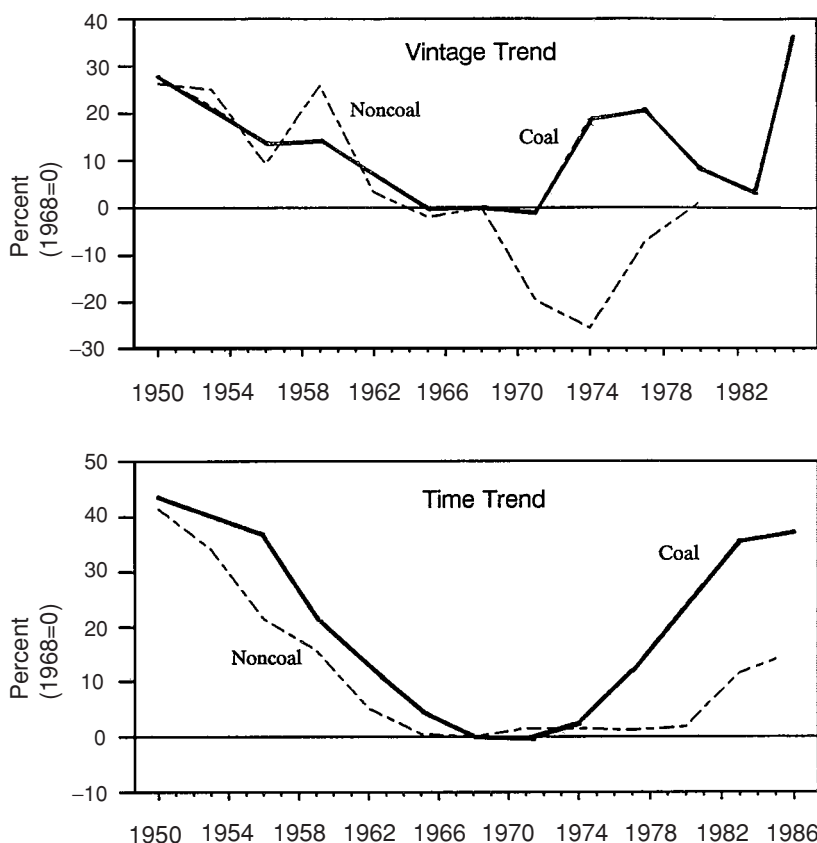 Vintage Trend
40
30
20
10
0
−10
−20
−30
Percent
(1968=0)
Noncoal
Coal
1950 1954 1958 1962 1966 1970 1974 1978 1982
Time Trend
50
40
30
20
10
0
−10
Percent
(1968=0)
Coal
Noncoal
1950 1954 1958 1962 1966 1970 1974 1978 1982 1986